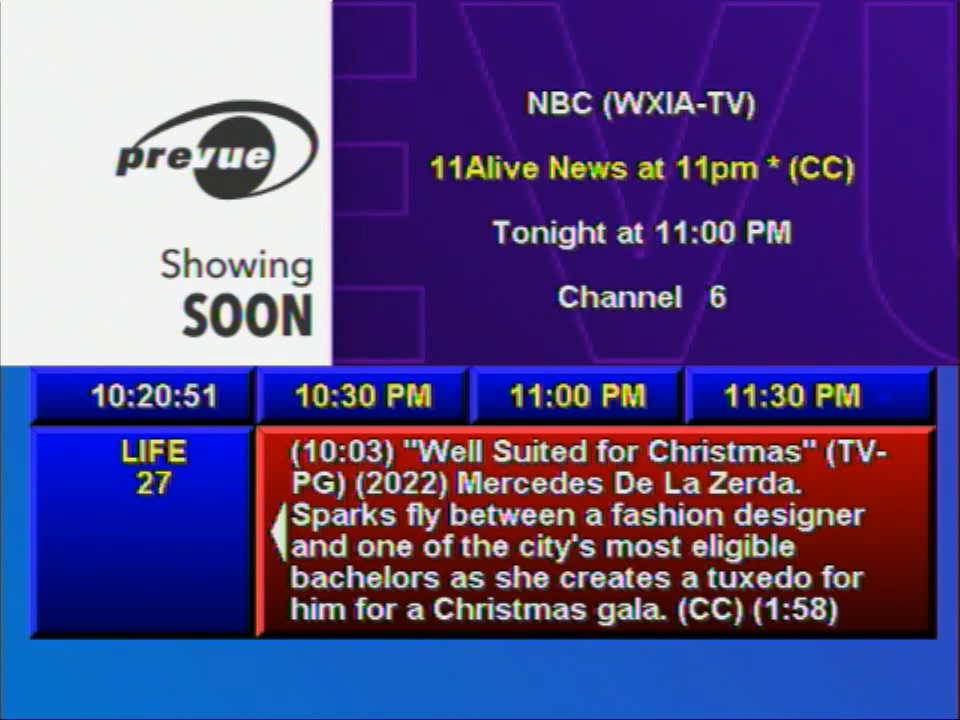 prevue
Showing
SOON
NBC (WXIA-TV)
11Alive News at 11pm * (CC)
Tonight at 11:00 PM
Channel 6
10:20:51 10:30 PM 11:00 PM 11:30 PM
LIFE
27
(10:03) "Well Suited for Christmas" (TV-
PG) (2022) Mercedes De La Zerda.
Sparks fly between a fashion designer
and one of the city's most eligible
bachelors as she creates a tuxedo for
him for a Christmas gala. (CC) (1:58)